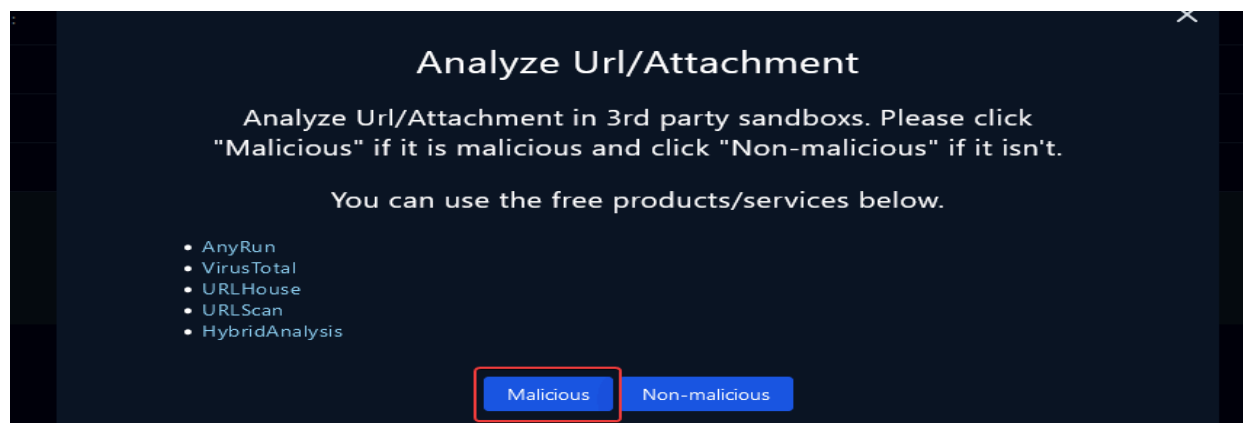 Analyze Url/Attachment
Analyze Url/Attachment in 3rd party sandboxs. Please click
"Malicious" if it is malicious and click "Non-malicious" if it isn't.
You can use the free products/services below.
• AnyRun
• VirusTotal
• URLHouse
• URLScan
• HybridAnalysis
Malicious Non-malicious